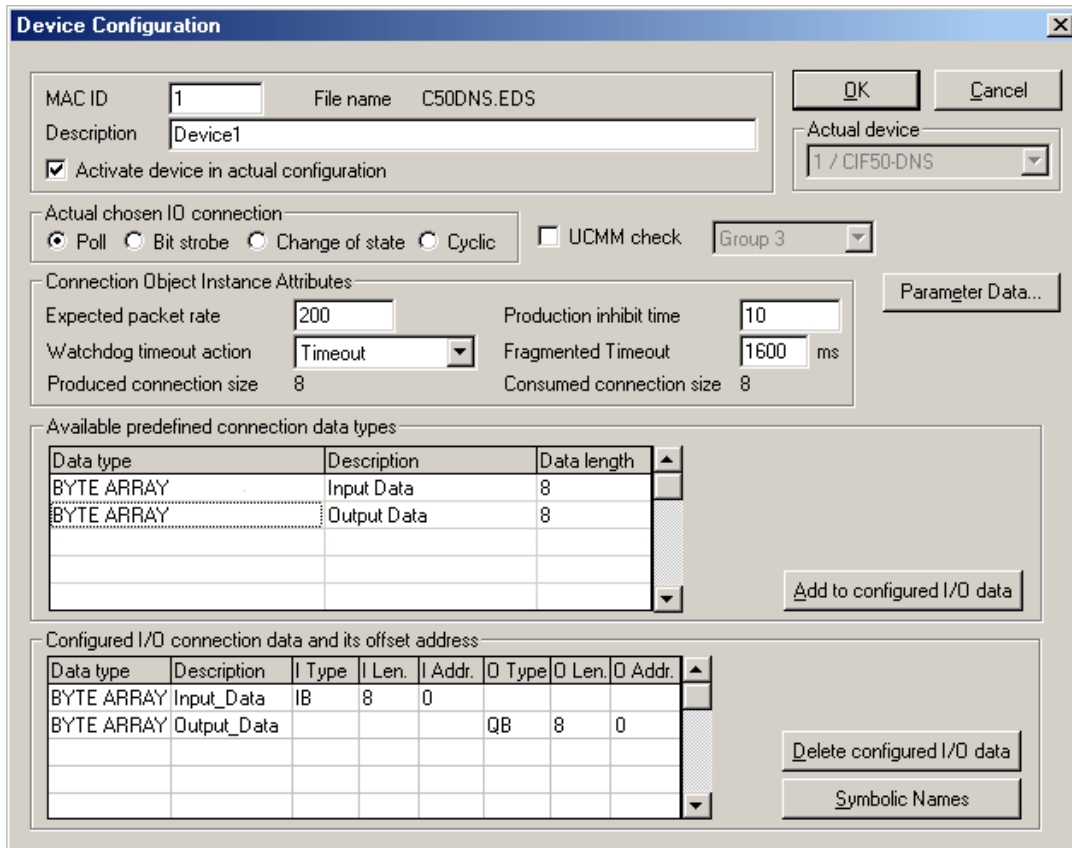 Device Configuration
MAC ID 1 File name C50DNS.EDS
OK Cancel
Description Device1
Actual device
1 / CIF50-DNS
Activate device in actual configuration
Actual chosen IO connection
Poll Bit strobe Change of state Cyclic
UCMM check Group 3
Connection Object Instance Attributes
Parameter Data...
Expected packet rate 200 Production inhibit time 10
Watchdog timeout action Timeout Fragmented Timeout 1600 ms
Produced connection size 8 Consumed connection size 8
Available predefined connection data types
Data type Description Data length
BYTE ARRAY Input Data 8
BYTE ARRAY Output Data 8
Add to configured I/O data
Configured I/O connection data and its offset address
Data type Description I Type I Len. I Addr. O Type O Len. O Addr.
BYTE ARRAY Input_Data IB 8 0
BYTE ARRAY Output_Data QB 8 0
Delete configured I/O data
Symbolic Names